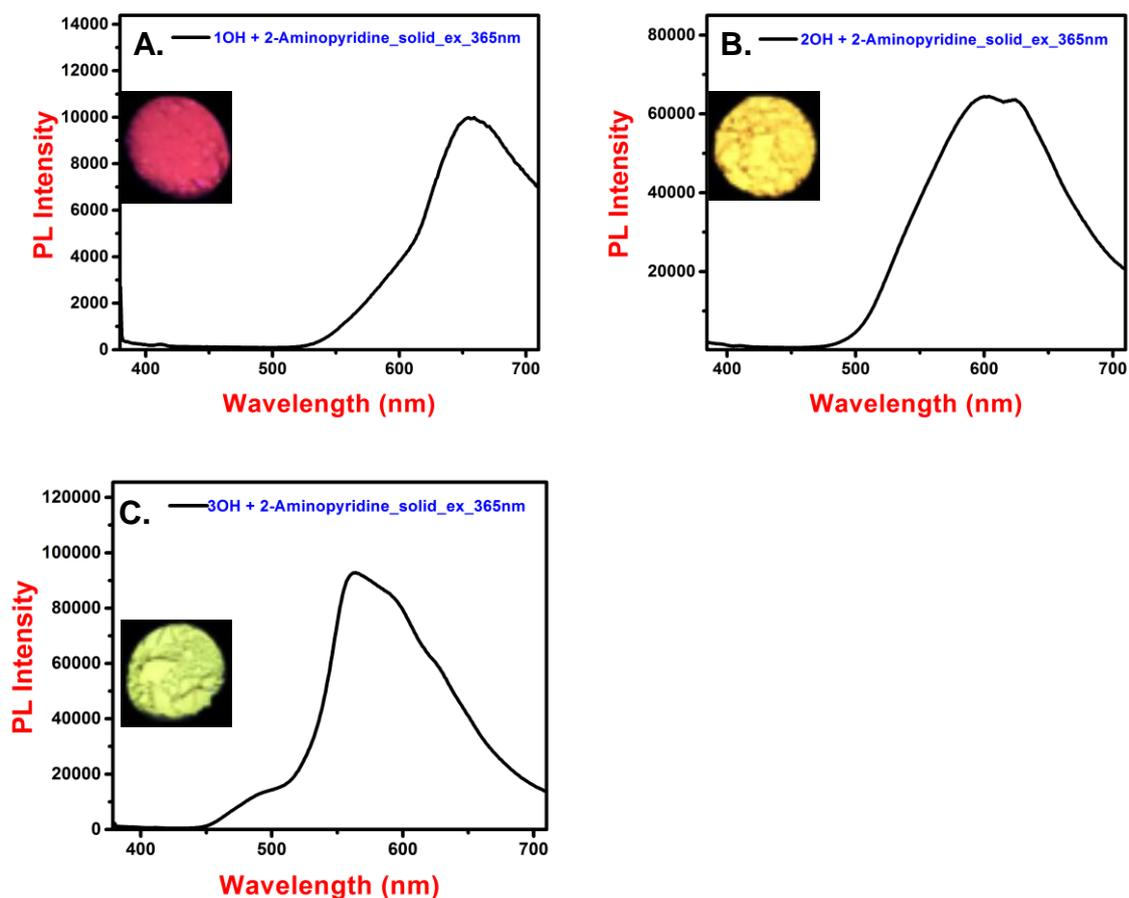 A.
1OH + 2-Aminopyridine_solid_ex_365nm
PL Intensity
14000
12000
10000
8000
6000
4000
2000
0
400 500 600 700
Wavelength (nm)
B.
2OH + 2-Aminopyridine_solid_ex_365nm
PL Intensity
80000
60000
40000
20000
400 500 600 700
Wavelength (nm)
C.
3OH + 2-Aminopyridine_solid_ex_365nm
PL Intensity
120000
100000
80000
60000
40000
20000
0
400 500 600 700
Wavelength (nm)